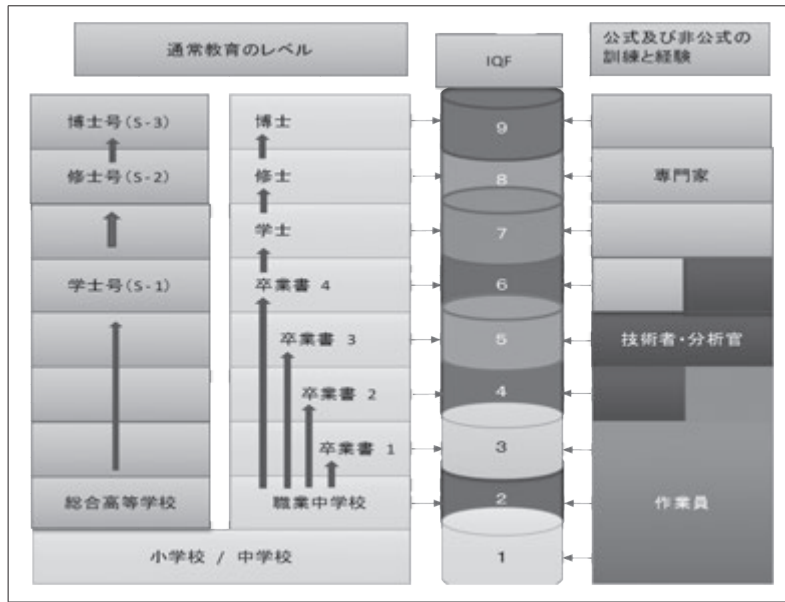 通常教育のレベル
IQF
公式及び非公式の
訓練と経験
博士号(S-3)
博士
9
修士号(S-2)
修士
8
専門家
学士
7
学士号(S-1)
卒業書 4
6
卒業書 3
5
技術者・分析官
卒業書 2
4
卒業書 1
3
総合高等学校
職業中学校
2
作業員
小学校 / 中学校
1